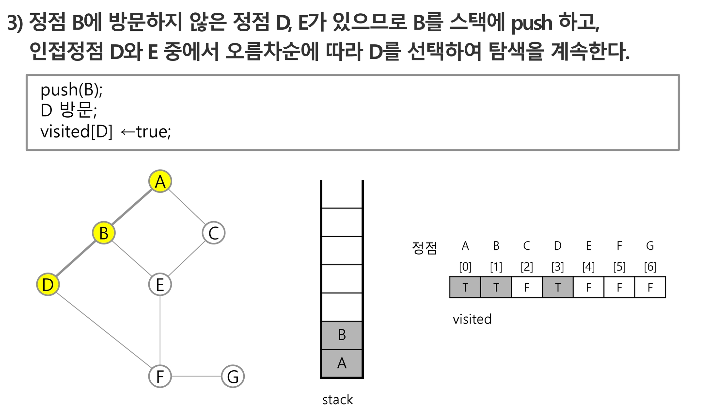 3) 정점 B에 방문하지 않은 정점 D, E가 있으므로 B를 스택에 push 하고,
인접정점 D와 E 중에서 오름차순에 따라 D를 선택하여 탐색을 계속한다.
push(B);
D 방문;
visited[D] ←true;
A
B
C
D
E
F
G
B
A
stack
정점 A B C D E F G
[0] [1] [2] [3] [4] [5] [6]
T T F T F F F
visited